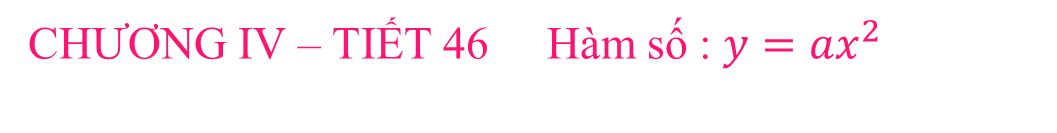 CHƯƠNG IV – TIẾT 46 Hàm số : y = ax²